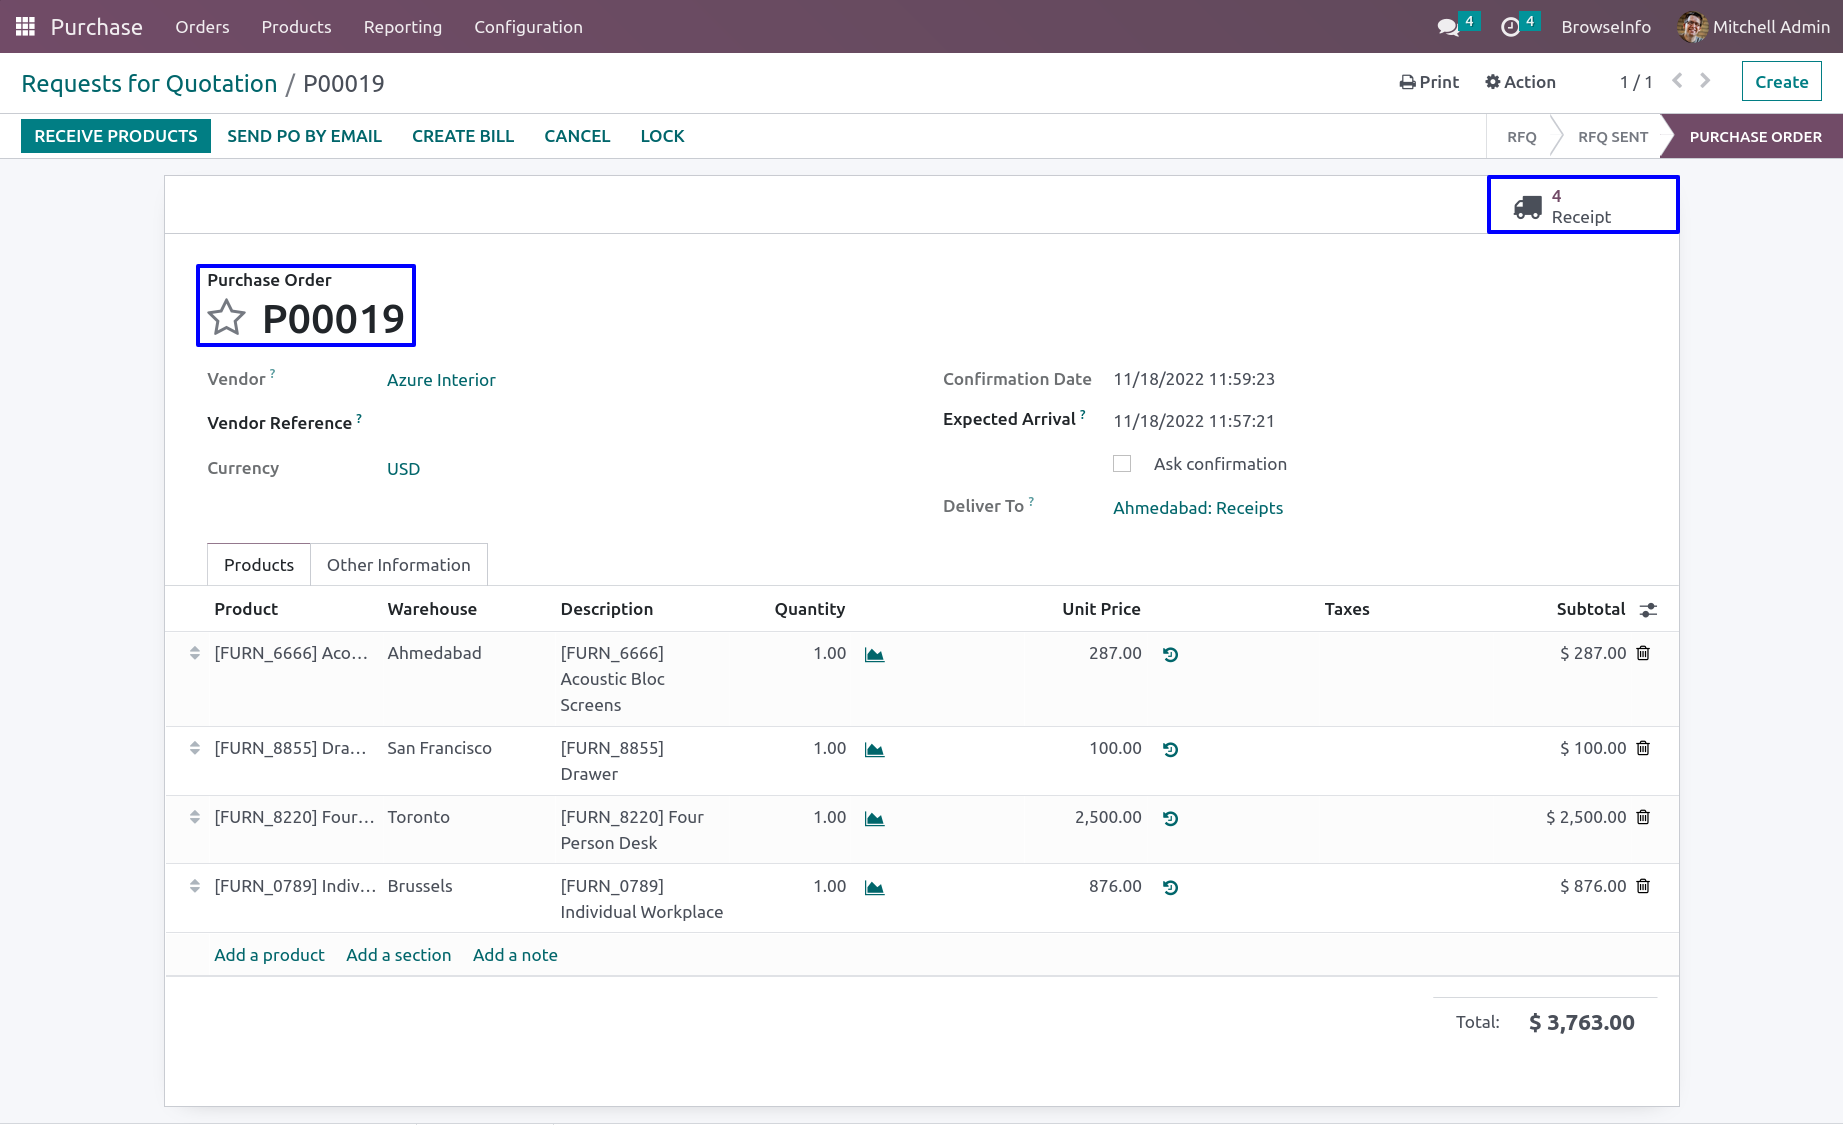 Purchase Orders Products Reporting Configuration 4 4 BrowseInfo Mitchell Admin
Requests for Quotation / P00019 Print Action 1 / 1 Create
RECEIVE PRODUCTS SEND PO BY EMAIL CREATE BILL CANCEL LOCK RFQ RFQ SENT PURCHASE ORDER
4
Receipt
Purchase Order
P00019
Vendor ? Azure Interior Confirmation Date 11/18/2022 11:59:23
Vendor Reference ? Expected Arrival ? 11/18/2022 11:57:21
Currency USD Ask confirmation
Deliver To ? Ahmedabad: Receipts
Products Other Information
Product Warehouse Description Quantity Unit Price Taxes Subtotal
[FURN_6666] Aco... Ahmedabad [FURN_6666] 1.00 287.00 $ 287.00
Acoustic Bloc
Screens
[FURN_8855] Dra... San Francisco [FURN_8855] 1.00 100.00 $ 100.00
Drawer
[FURN_8220] Four... Toronto [FURN_8220] Four 1.00 2,500.00 $ 2,500.00
Person Desk
[FURN_0789] Indiv... Brussels [FURN_0789] 1.00 876.00 $ 876.00
Individual Workplace
Add a product Add a section Add a note
Total: $ 3,763.00